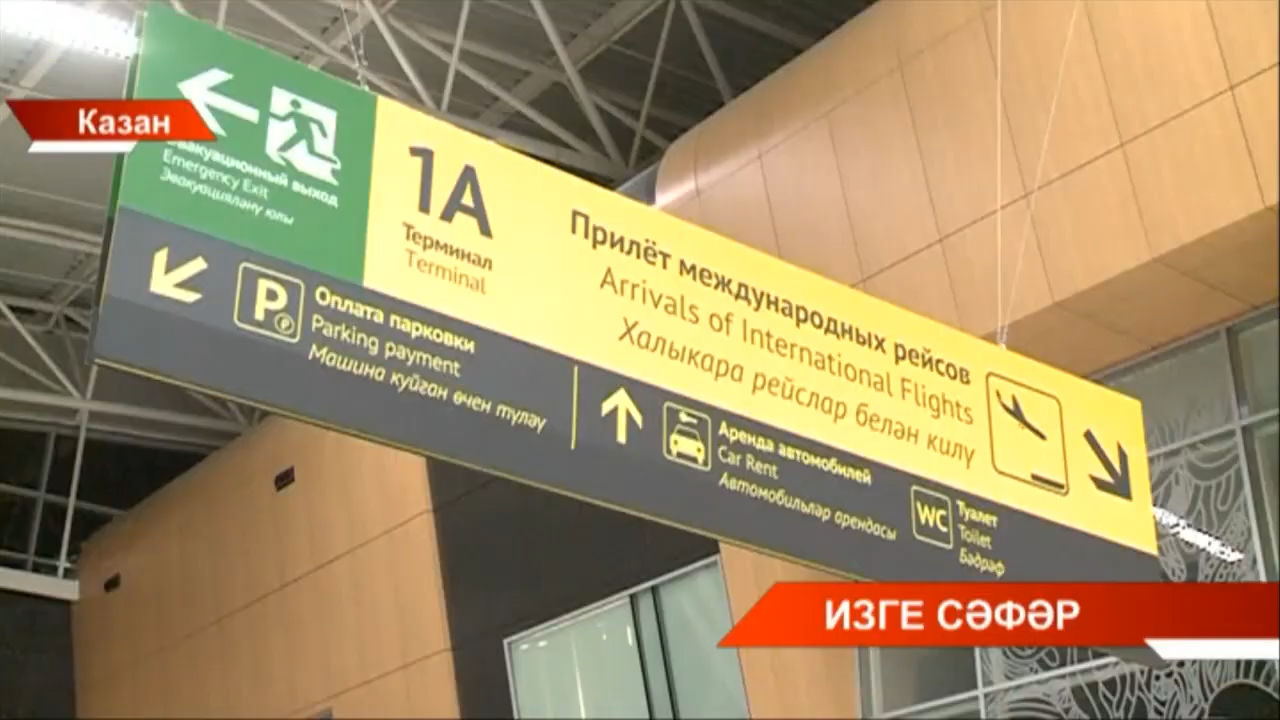 Казан
Эвакуационный выход
Emergency Exit
Эвакуацияләнү юлы
1A
Терминал
Terminal
Прилёт международных рейсов
Arrivals of International Flights
Халыкара рейслар белән килү
P
P
Оплата парковки
Parking payment
Машина куйган өчен түләү
Аренда автомобилей
Car Rent
Автомобильләр арендасы
WC
Туалет
Toilet
Бәдрәф
ИЗГЕ СӘФӘР